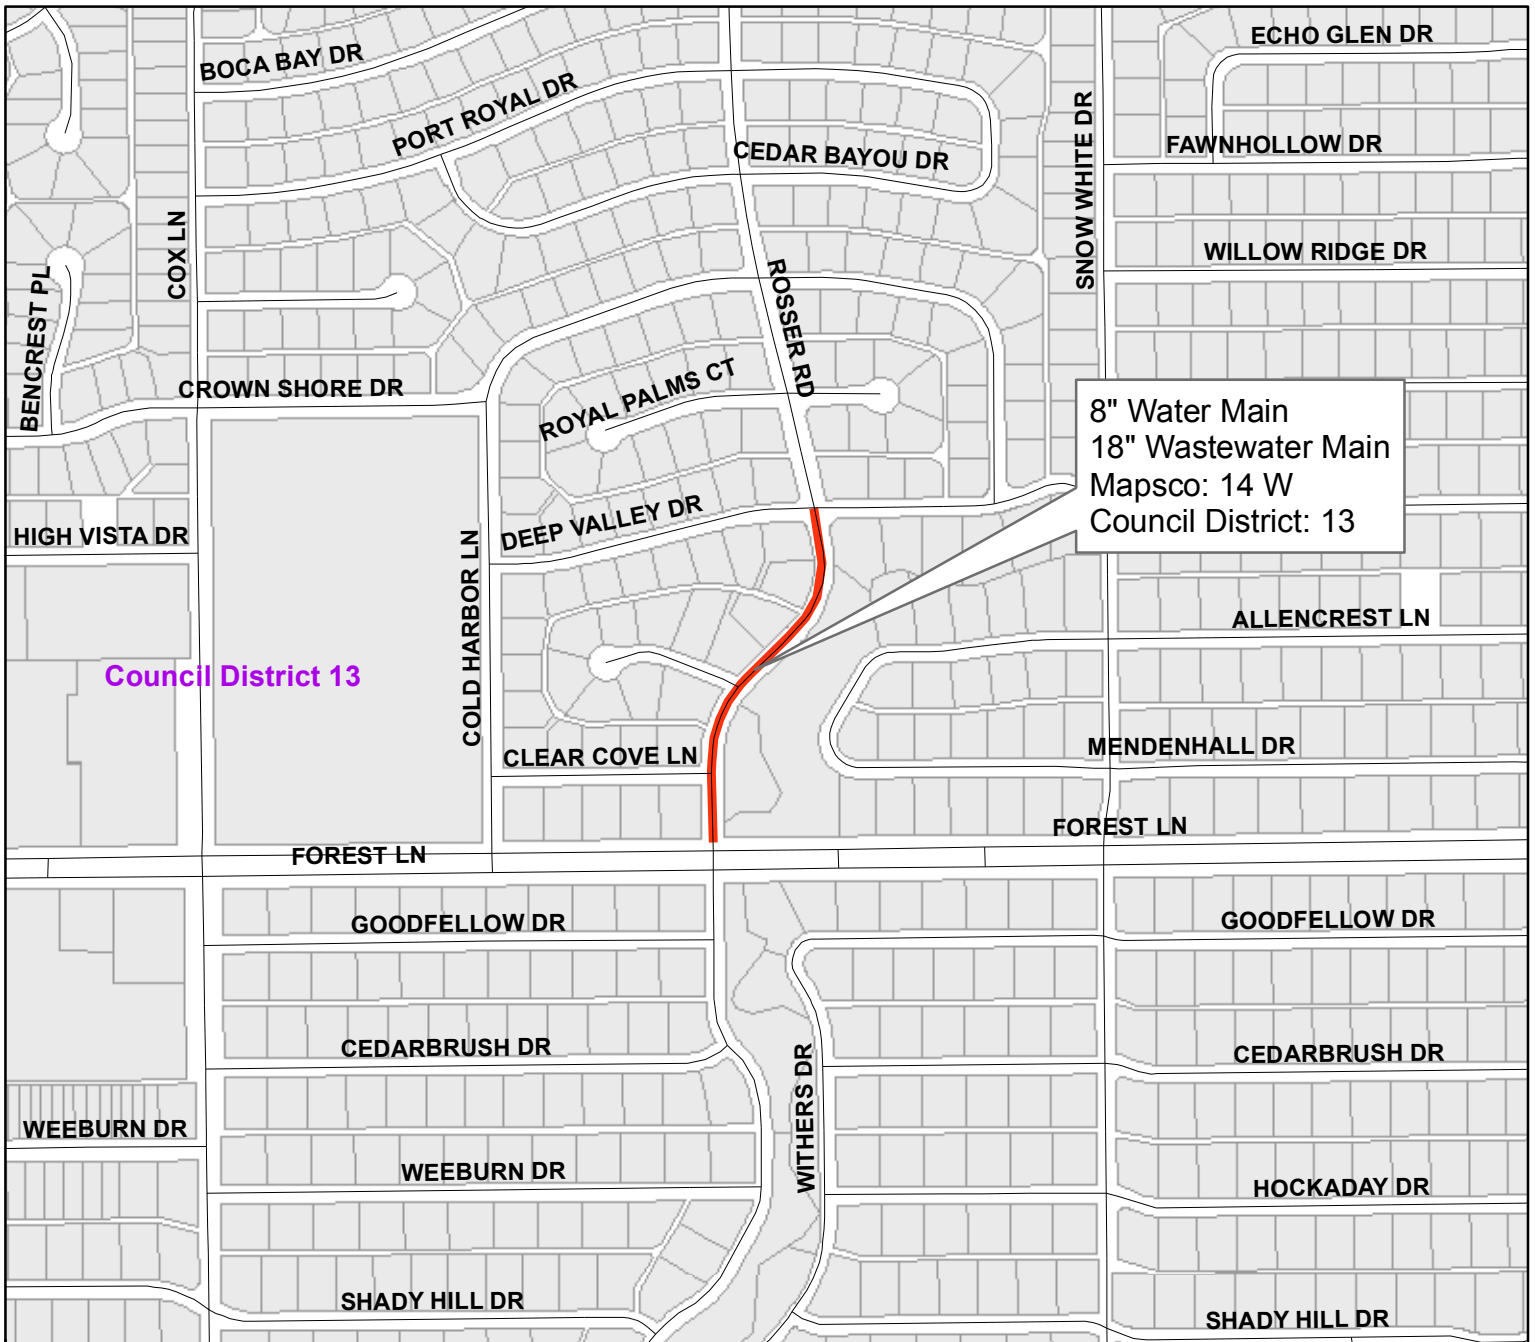 ECHO GLEN DR
BOCA BAY DR
PORT ROYAL DR
SNOW WHITE DR
FAWNHOLLOW DR
CEDAR BAYOU DR
COX LN
WILLOW RIDGE DR
BENCREST PL
ROSSER RD
CROWN SHORE DR
ROYAL PALMS CT
8" Water Main
18" Wastewater Main
Mapsco: 14 W
Council District: 13
DEEP VALLEY DR
HIGH VISTA DR
COLD HARBOR LN
ALLENCREST LN
Council District 13
MENDENHALL DR
CLEAR COVE LN
FOREST LN
FOREST LN
GOODFELLOW DR
GOODFELLOW DR
CEDARBRUSH DR
CEDARBRUSH DR
WITHERS DR
WEEBURN DR
WEEBURN DR
HOCKADAY DR
SHADY HILL DR
SHADY HILL DR